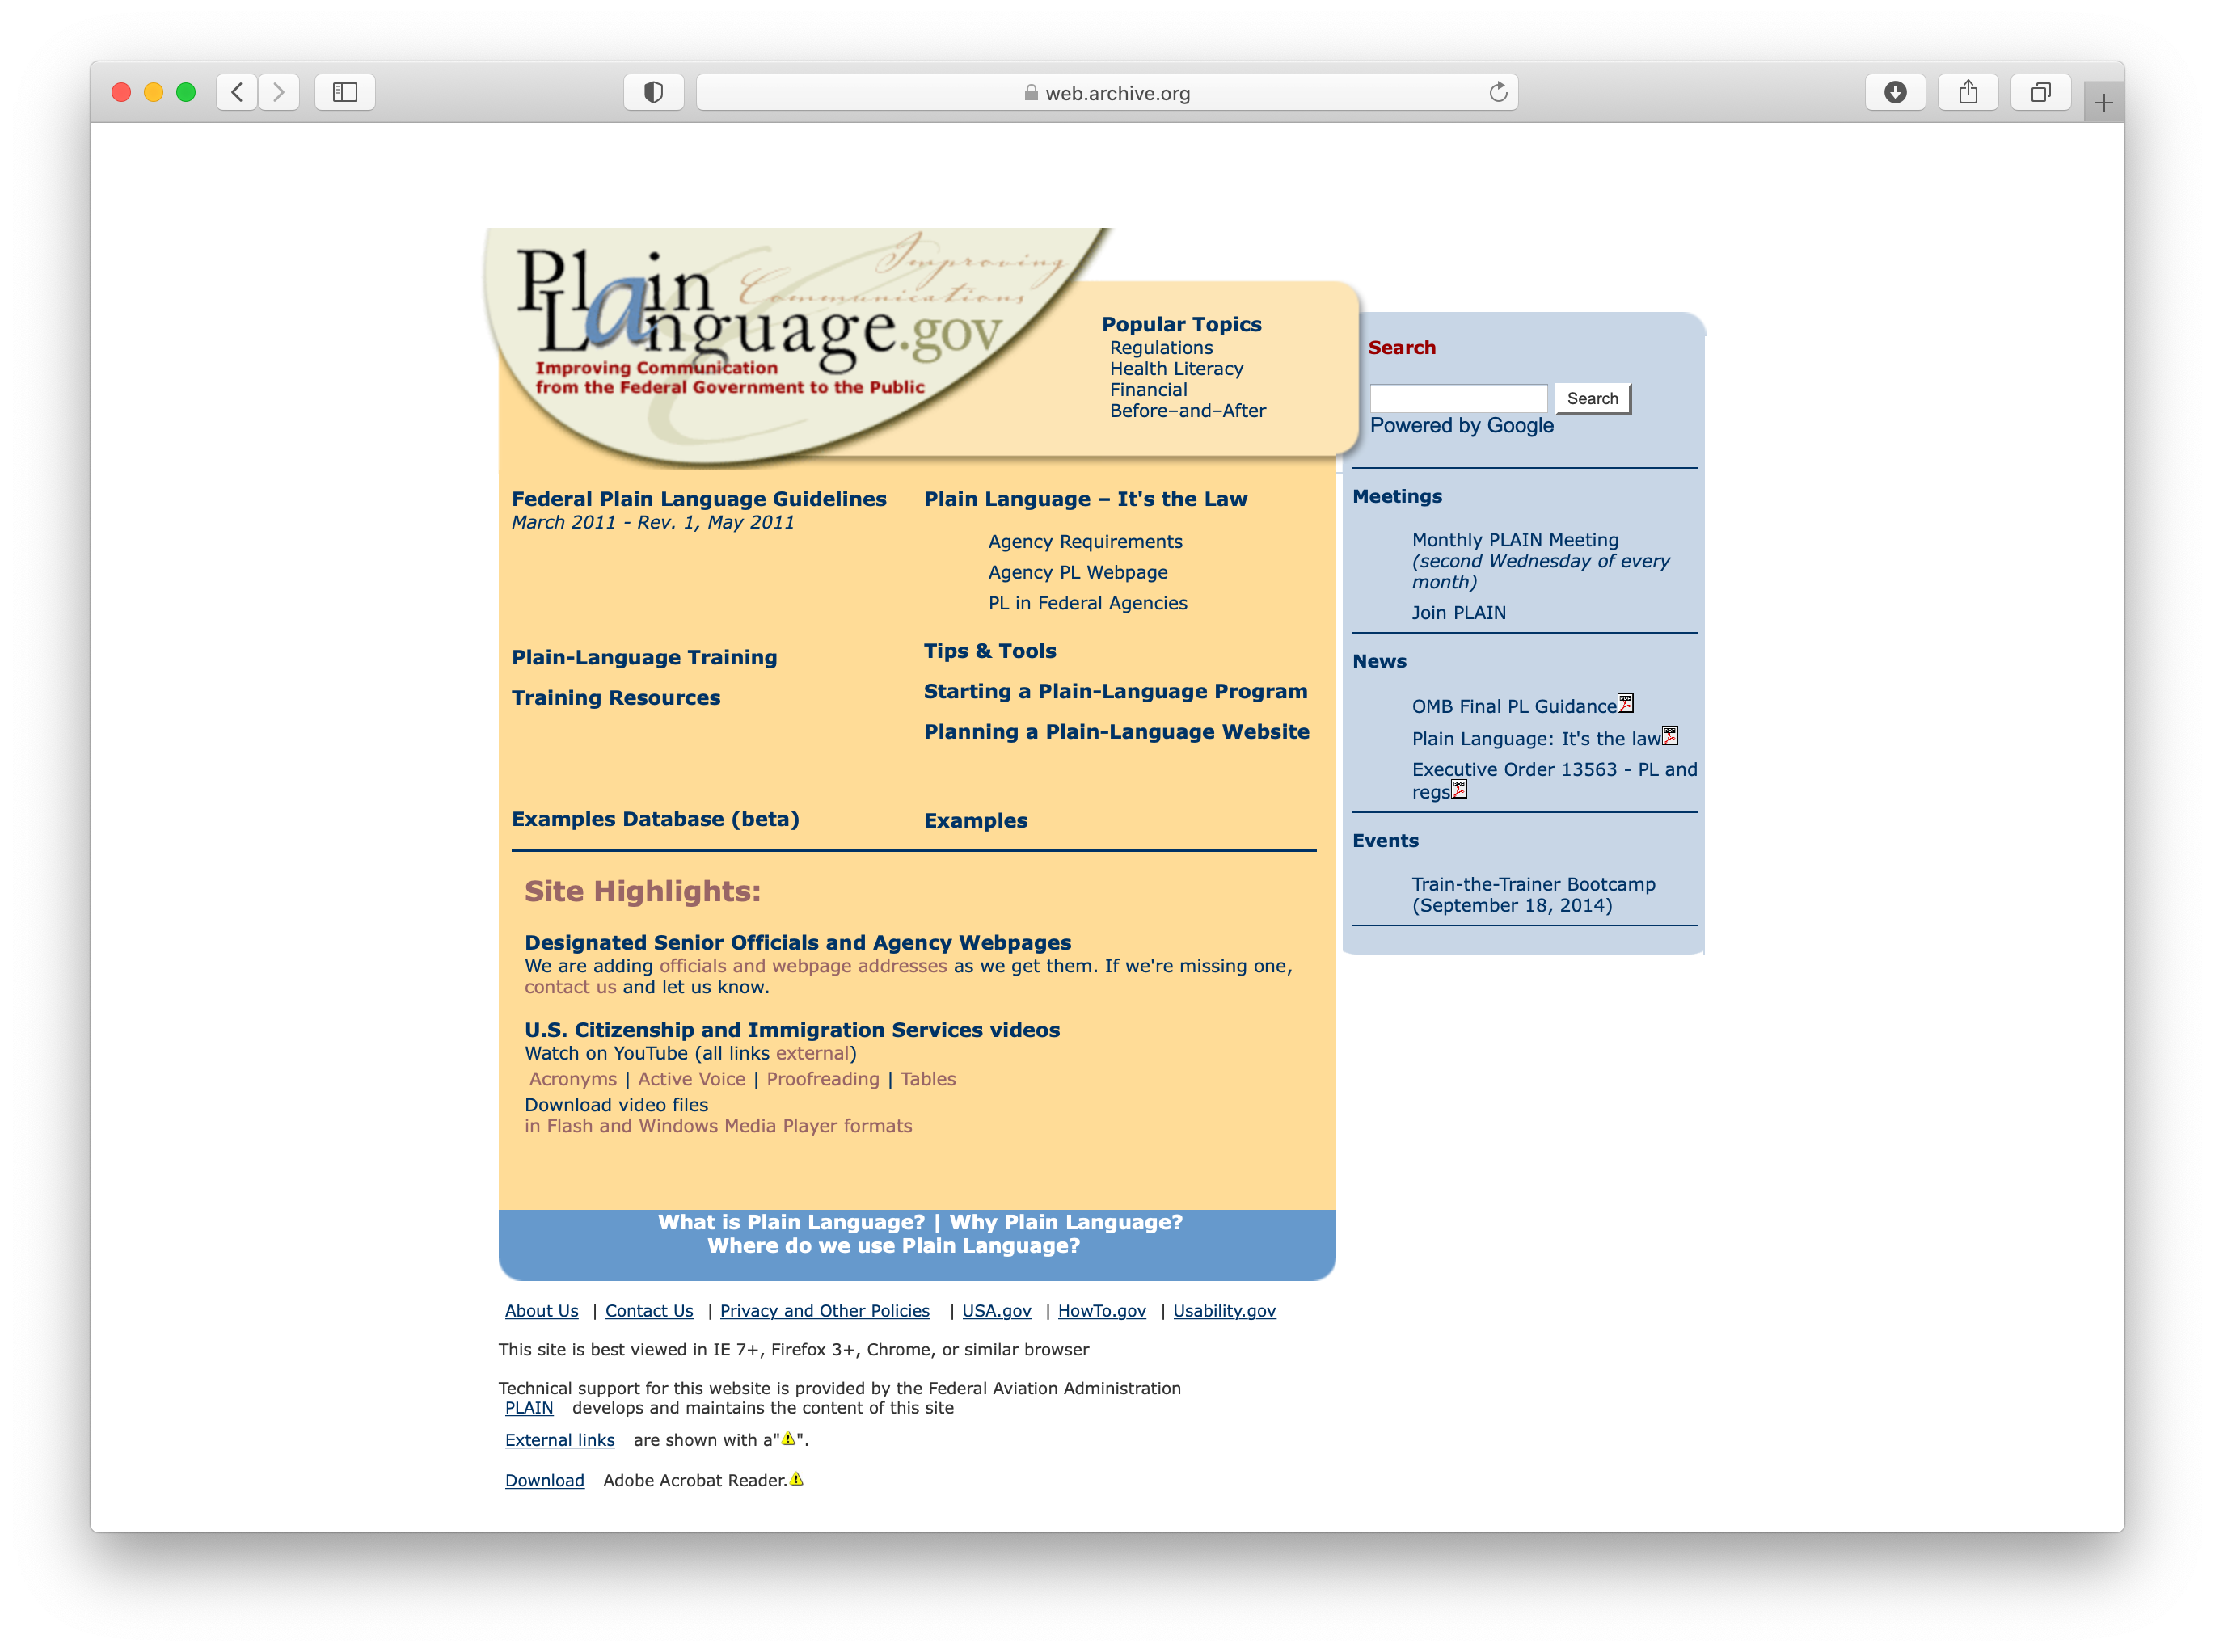 web.archive.org
Improving
Communications
Plain
Language.gov
Improving Communication
from the Federal Government to the Public
Popular Topics
Regulations
Health Literacy
Financial
Before–and–After
Federal Plain Language Guidelines
March 2011 - Rev. 1, May 2011
Plain Language – It's the Law
Agency Requirements
Agency PL Webpage
PL in Federal Agencies
Plain-Language Training
Training Resources
Tips & Tools
Starting a Plain-Language Program
Planning a Plain-Language Website
Examples Database (beta)
Examples
Site Highlights:
Designated Senior Officials and Agency Webpages
We are adding officials and webpage addresses as we get them. If we're missing one,
contact us and let us know.
U.S. Citizenship and Immigration Services videos
Watch on YouTube (all links external)
Acronyms | Active Voice | Proofreading | Tables
Download video files
in Flash and Windows Media Player formats
What is Plain Language? | Why Plain Language?
Where do we use Plain Language?
Search
Search
Powered by Google
Meetings
Monthly PLAIN Meeting
(second Wednesday of every
month)
Join PLAIN
News
OMB Final PL Guidance
Plain Language: It's the law
Executive Order 13563 - PL and
regs
Events
Train-the-Trainer Bootcamp
(September 18, 2014)
About Us | Contact Us | Privacy and Other Policies | USA.gov | HowTo.gov | Usability.gov
This site is best viewed in IE 7+, Firefox 3+, Chrome, or similar browser
Technical support for this website is provided by the Federal Aviation Administration
PLAIN develops and maintains the content of this site
External links are shown with a"".
Download Adobe Acrobat Reader.